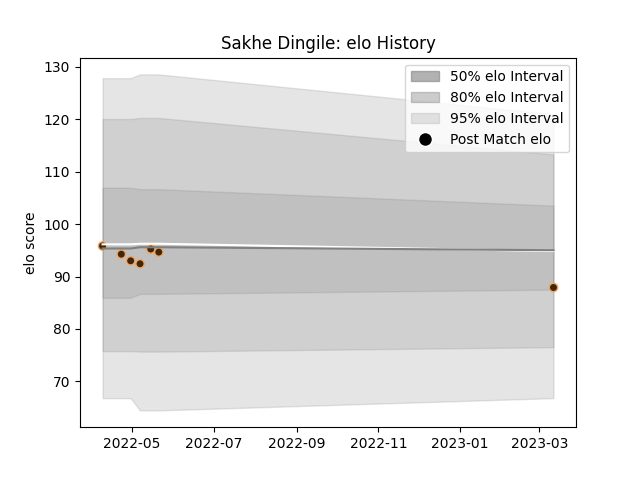 Sakhe Dingile: elo History
130
120
110
100
90
80
70
elo score
50% elo Interval
80% elo Interval
95% elo Interval
Post Match elo
2022-05
2022-07
2022-09
2022-11
2023-01
2023-03